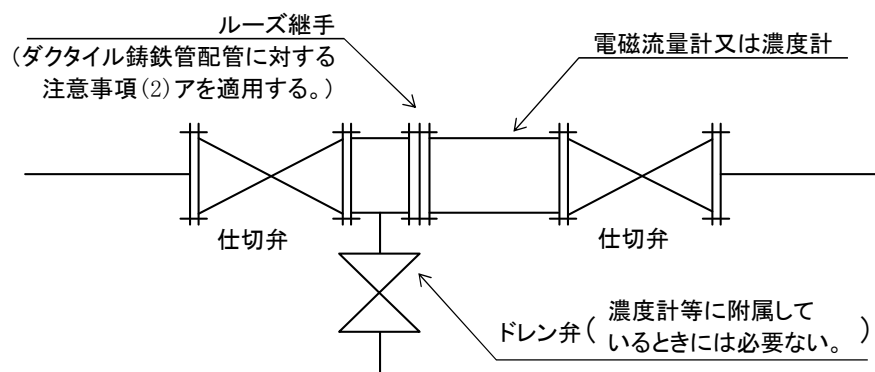 ルーズ継手
(ダクタイル鋳鉄管配管に対する
注意事項(2)アを適用する。)
電磁流量計又は濃度計
仕切弁
仕切弁
ドレン弁( 濃度計等に附属して
いるときには必要ない。 )